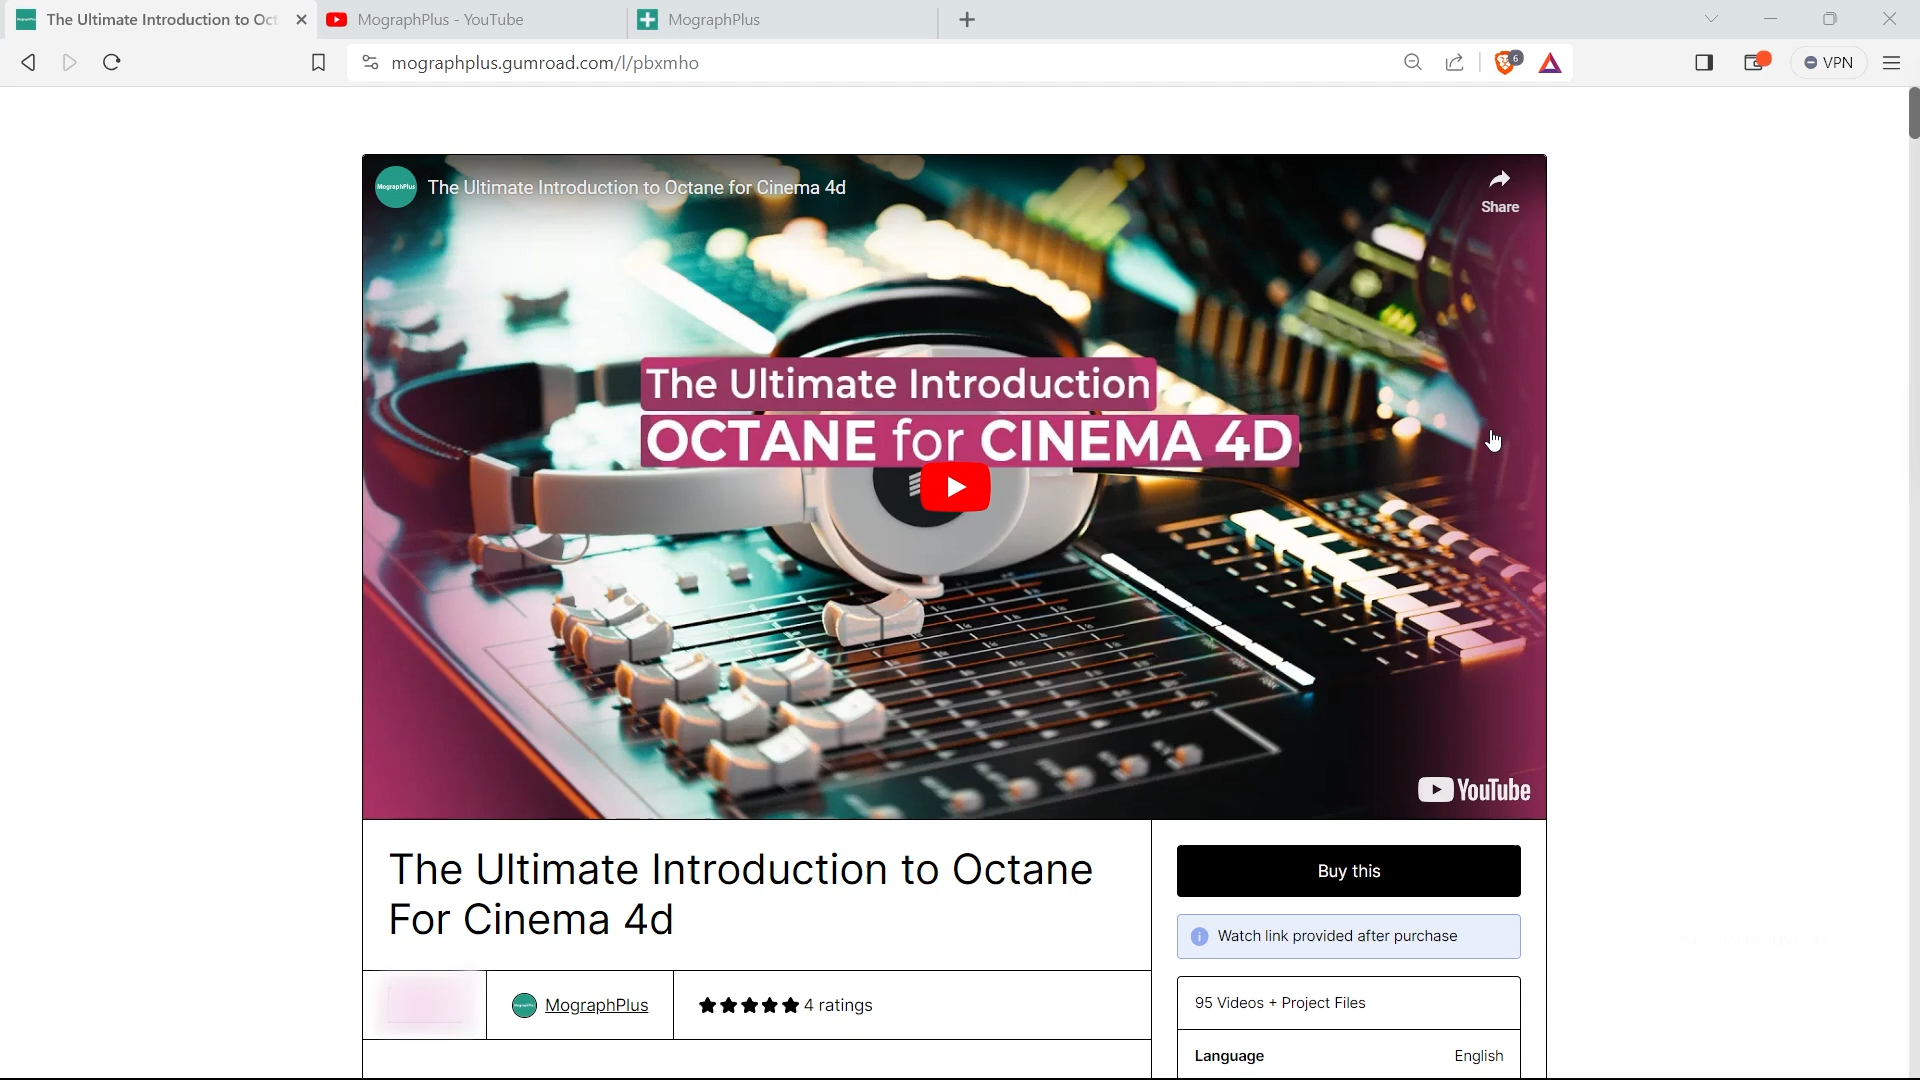 The Ultimate Introduction to Oct
MographPlus - YouTube
MographPlus
mographplus.gumroad.com/l/pbxmho
6
VPN
MographPlus
The Ultimate Introduction to Octane for Cinema 4d
Share
The Ultimate Introduction
OCTANE for CINEMA 4D
YouTube
The Ultimate Introduction to Octane
For Cinema 4d
Buy this
Watch link provided after purchase
MographPlus
4 ratings
95 Videos + Project Files
Language
English